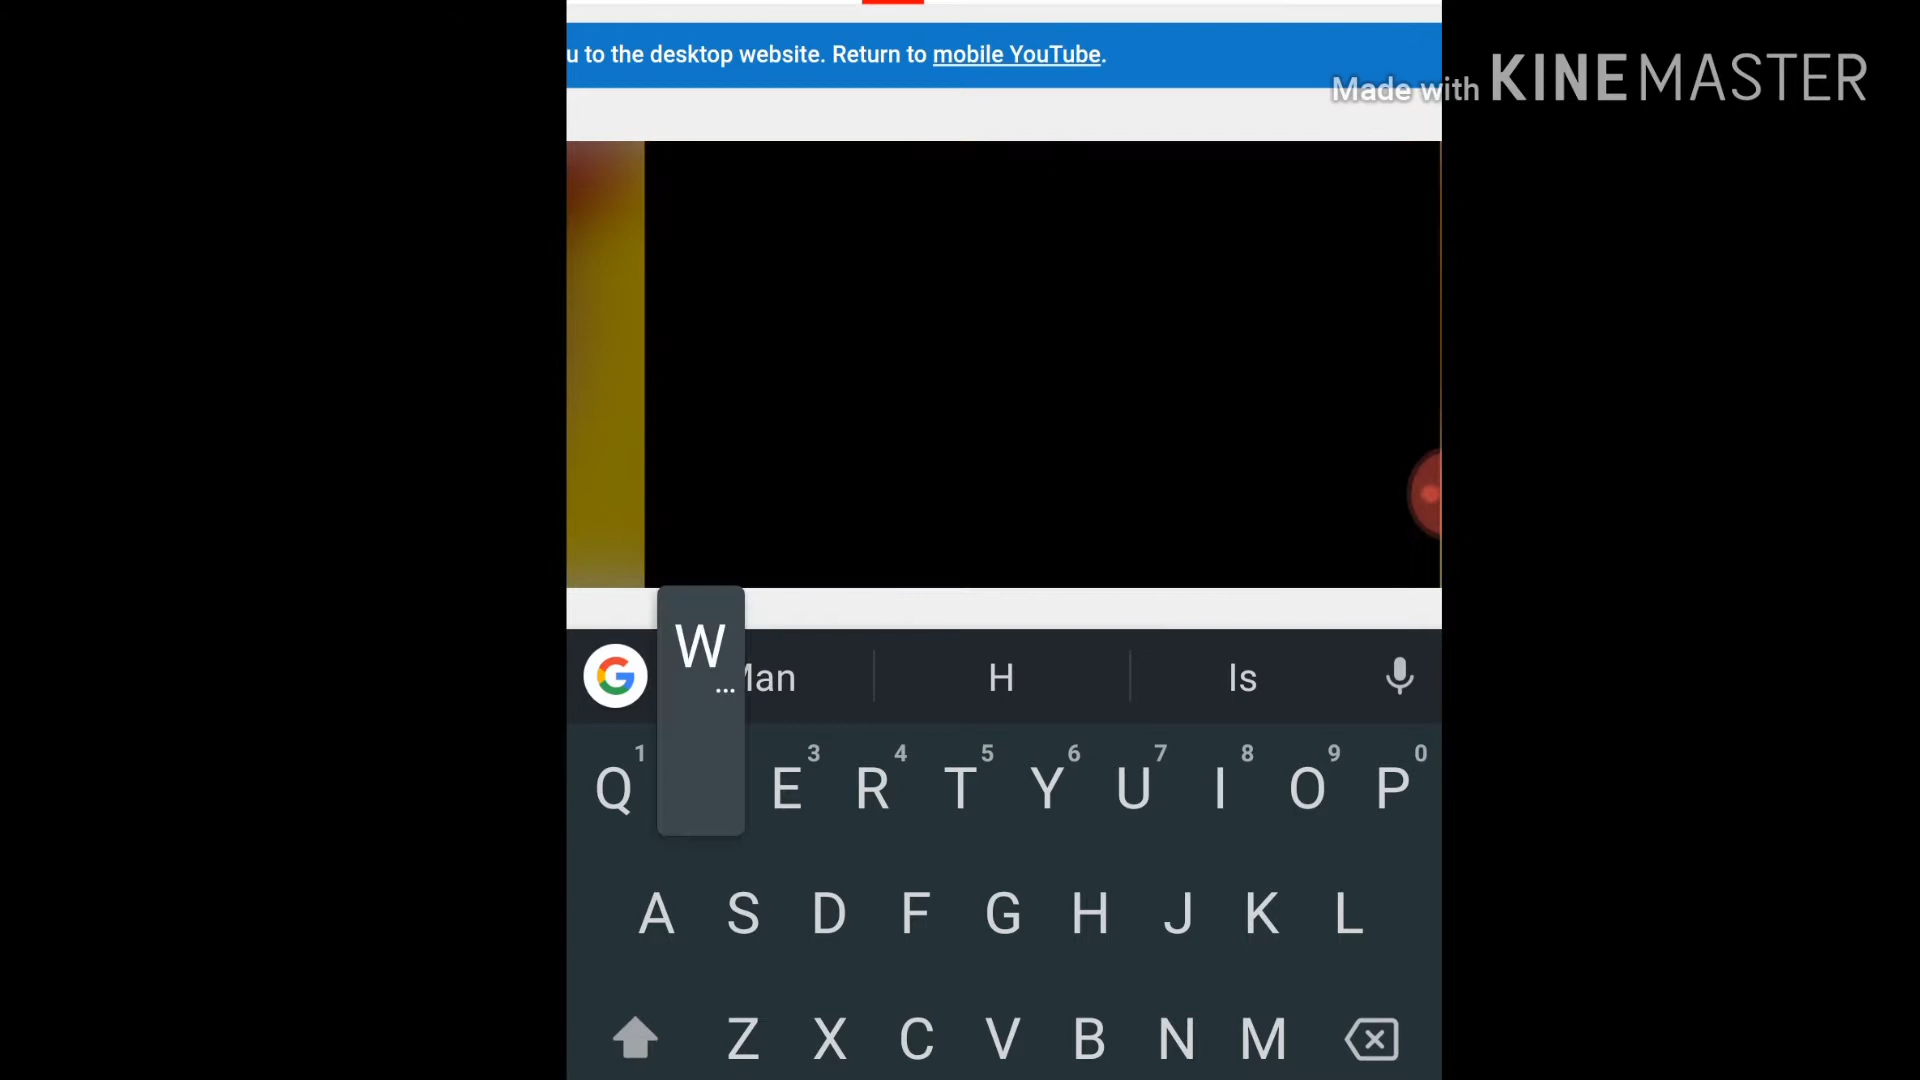 u to the desktop website. Return to mobile YouTube.
Made with KINEMASTER
W
...
Man H Is
1 3 4 5 6 7 8 9 0
Q E R T Y U I O P
A S D F G H J K L
Z X C V B N M